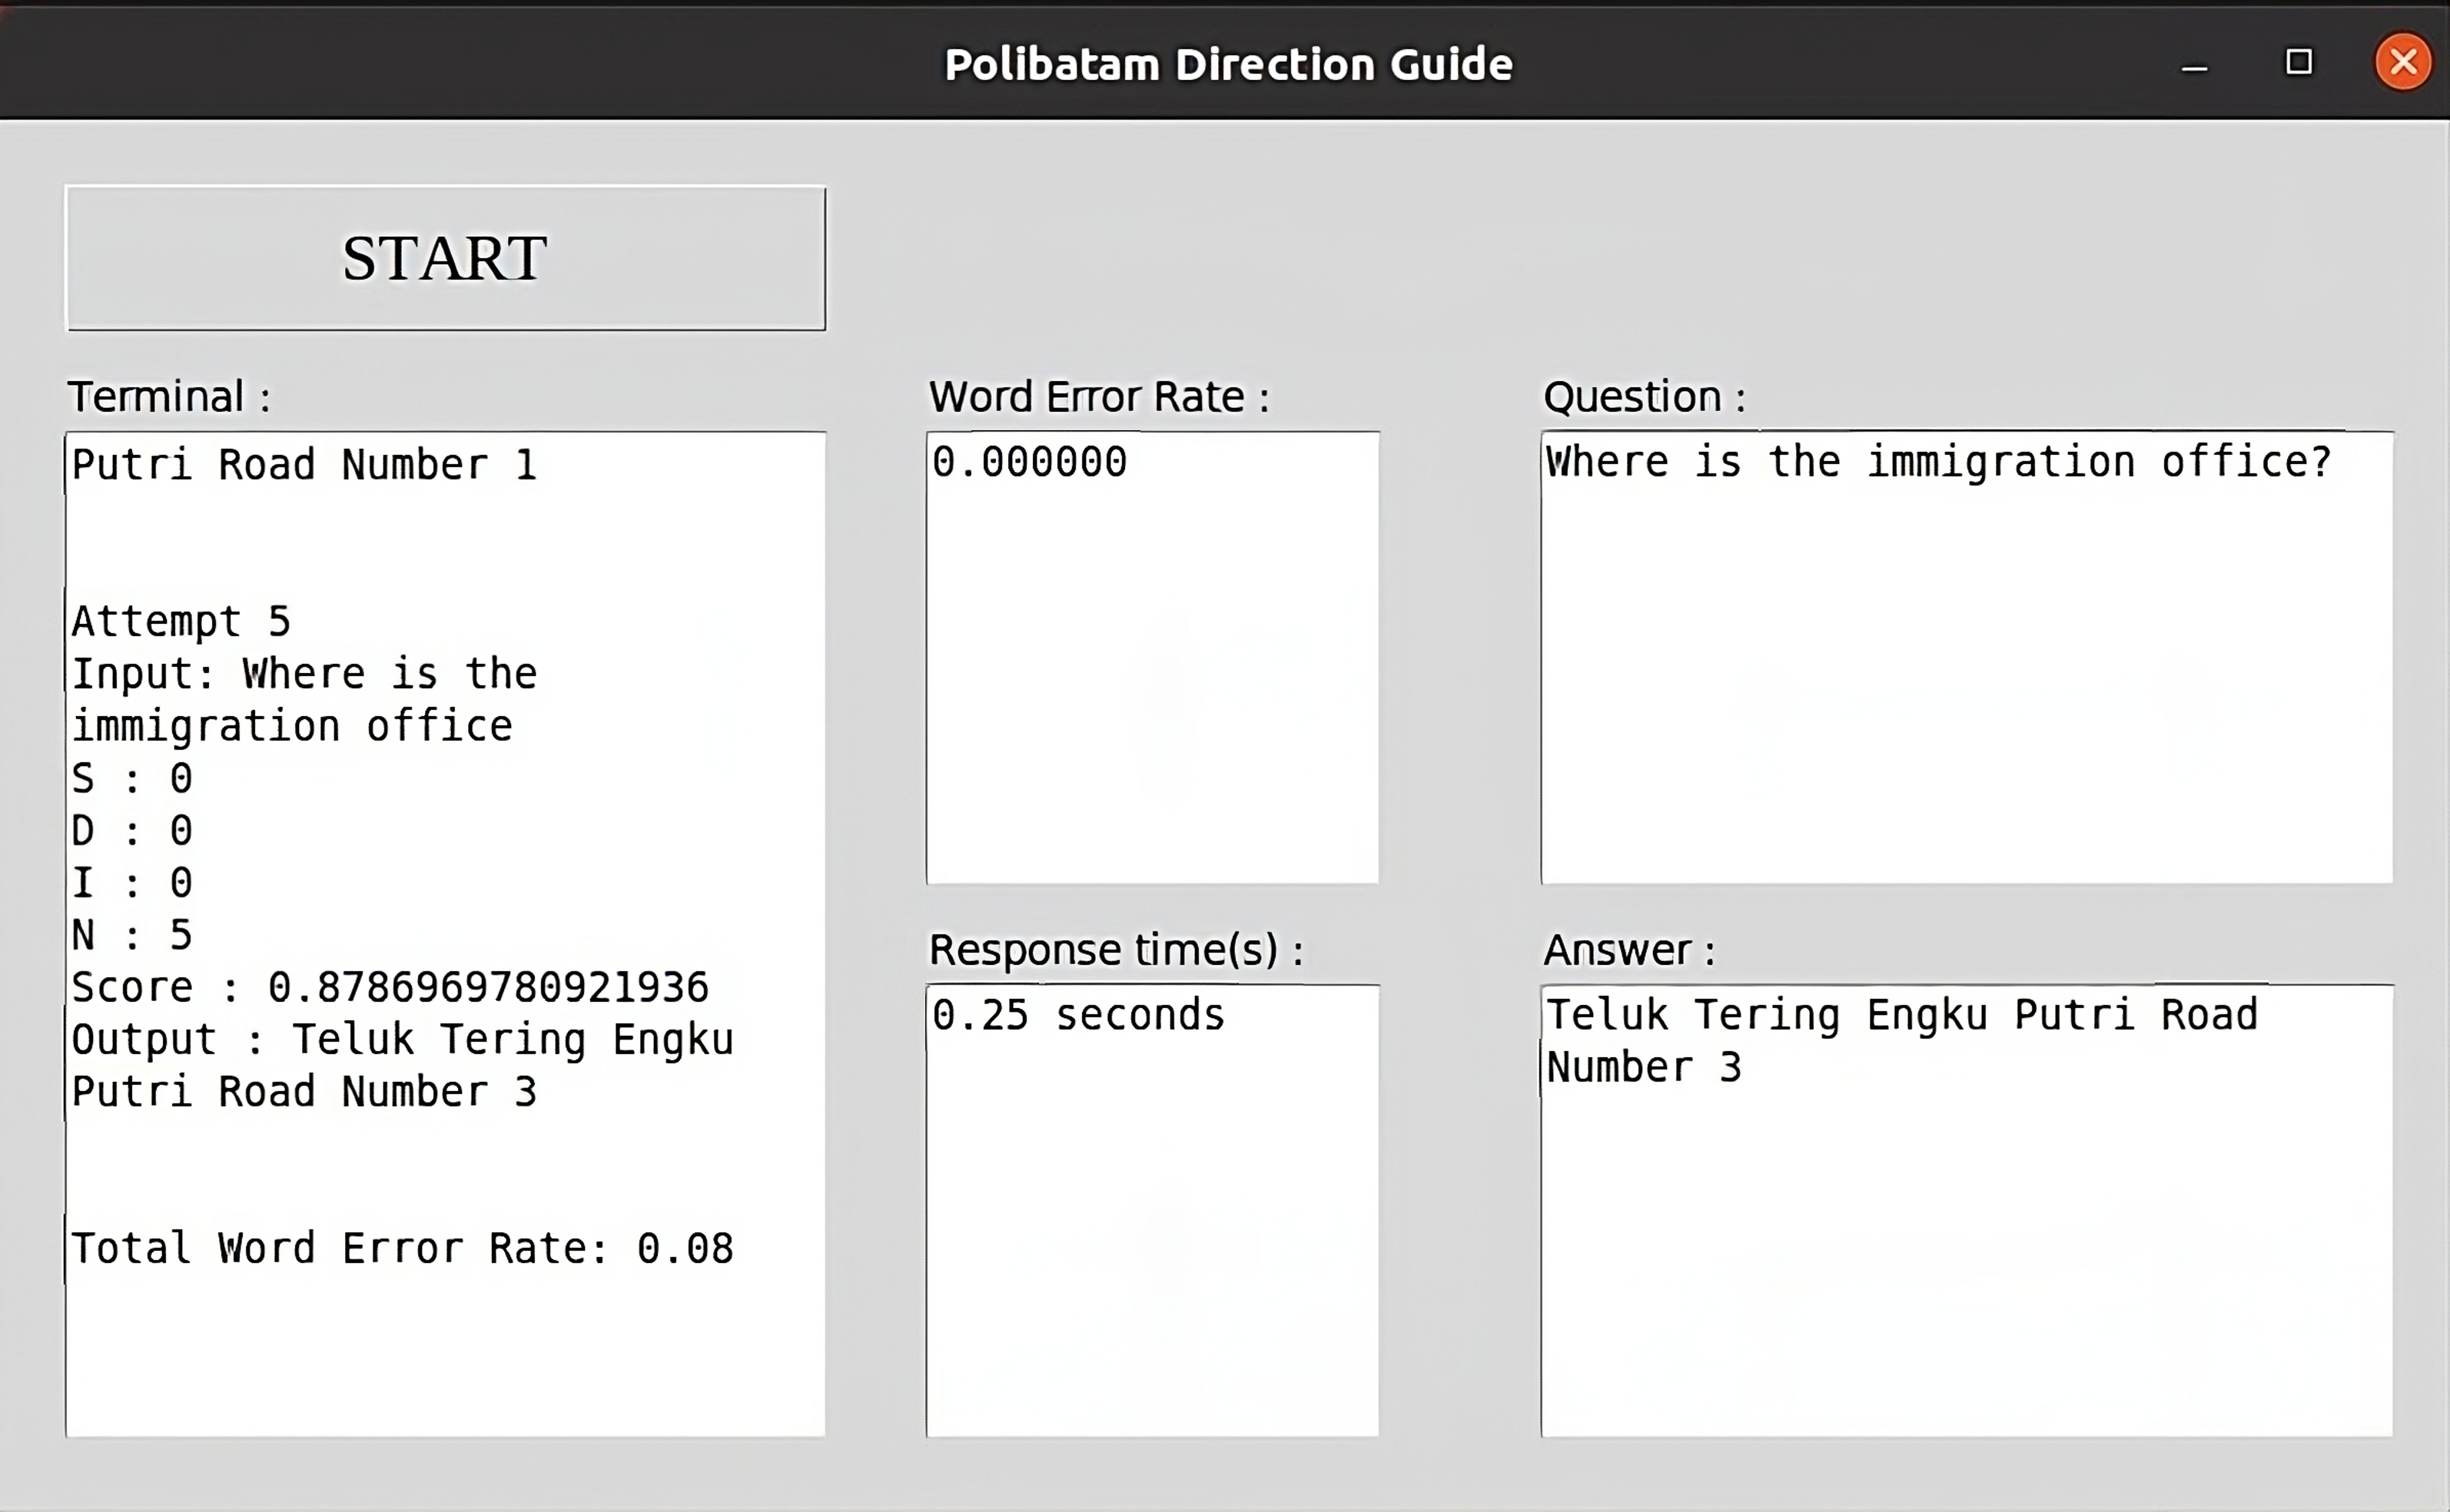 Polibatam Direction Guide
START
Terminal :
Putri Road Number 1
Attempt 5
Input: Where is the
immigration office
S : 0
D : 0
I : 0
N : 5
Score : 0.8786969780921936
Output : Teluk Tering Engku
Putri Road Number 3
Total Word Error Rate: 0.08
Word Error Rate :
0.000000
Response time(s) :
0.25 seconds
Question :
Where is the immigration office?
Answer :
Teluk Tering Engku Putri Road
Number 3